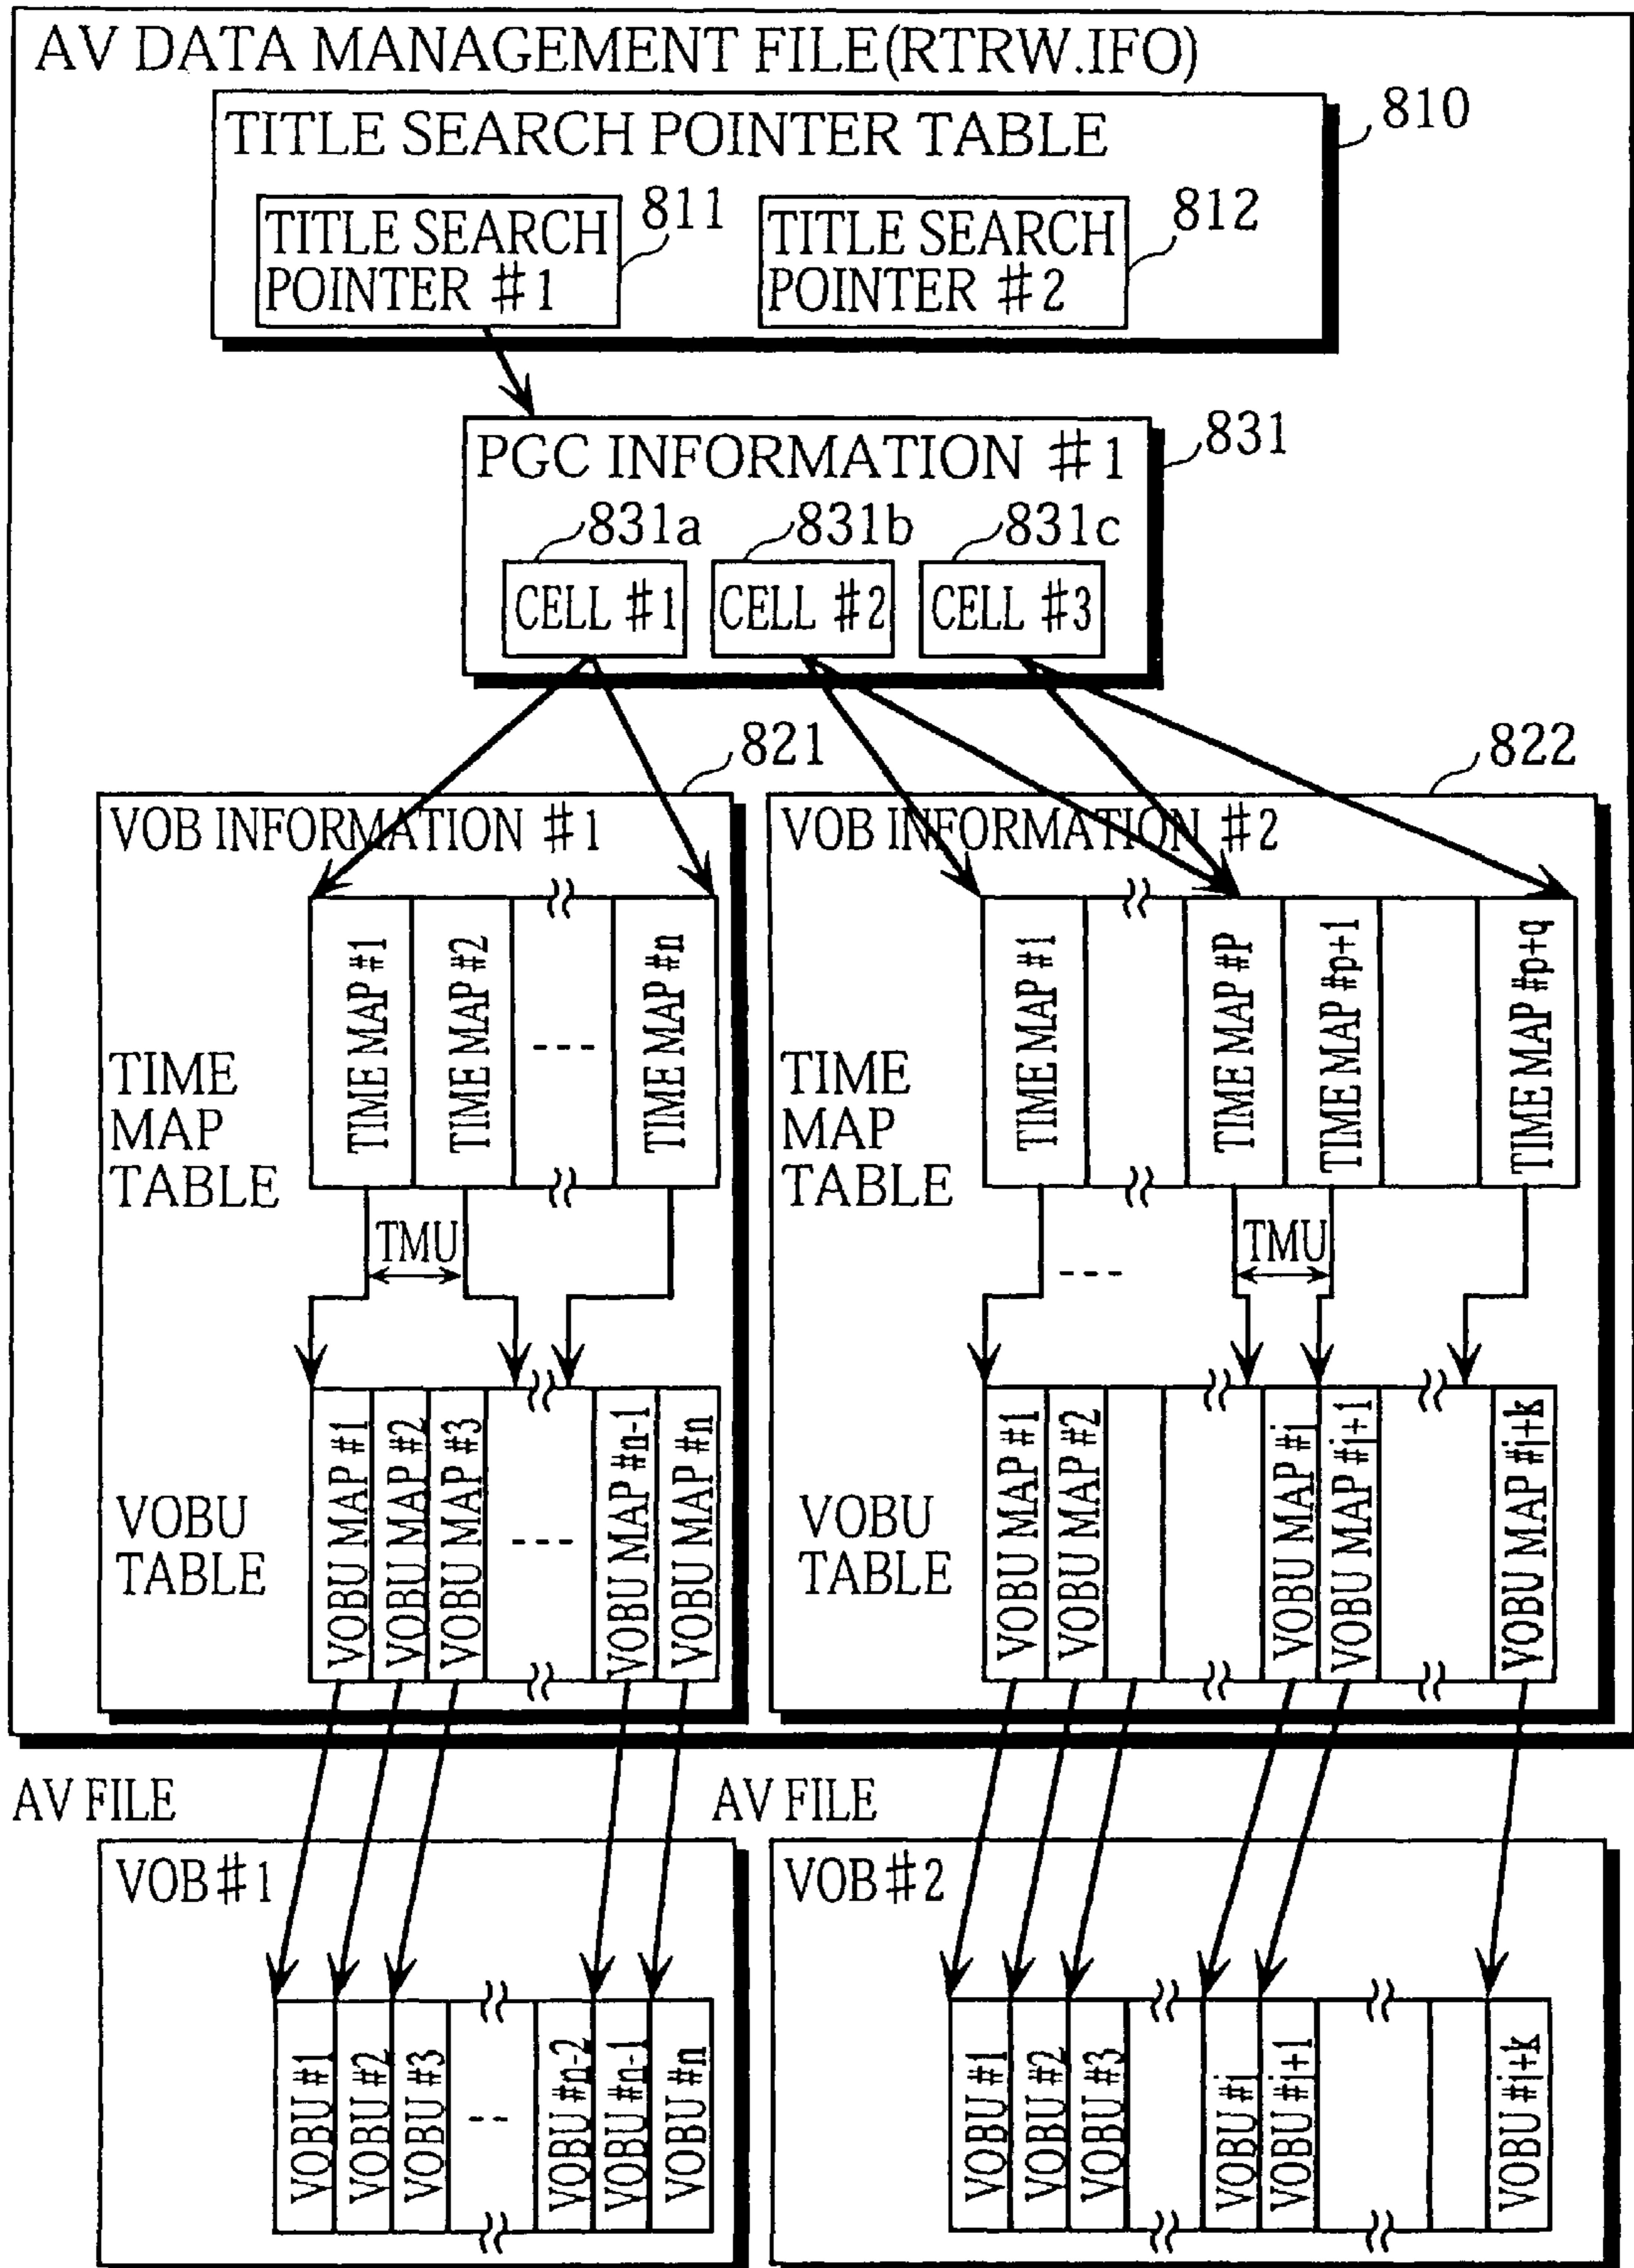 AV DATA MANAGEMENT FILE(RTRW.IFO)
810
TITLE SEARCH POINTER TABLE
811
812
TITLE SEARCH
POINTER #1
TITLE SEARCH
POINTER #2
831
PGC INFORMATION #1
831a
831b
831c
CELL #1
CELL #2
CELL #3
821
822
VOB INFORMATION #1
TIME
MAP
TABLE
TIME MAP #1
TIME MAP #2
----
TIME MAP #n
TMU
VOBU
TABLE
VOBU MAP #1
VOBU MAP #2
VOBU MAP #3
----
VOBU MAP #n-1
VOBU MAP #n
VOB INFORMATION #2
TIME
MAP
TABLE
TIME MAP #1
TIME MAP #P
TIME MAP #p+1
TIME MAP #p+q
---
TMU
VOBU
TABLE
VOBU MAP #1
VOBU MAP #2
VOBU MAP #i
VOBU MAP #i+1
VOBU MAP #i+k
AV FILE
VOB #1
VOBU #1
VOBU #2
VOBU #3
--
VOBU #n-2
VOBU #n-1
VOBU #n
AV FILE
VOB #2
VOBU #1
VOBU #2
VOBU #3
VOBU #i
VOBU #i+1
VOBU #i+k